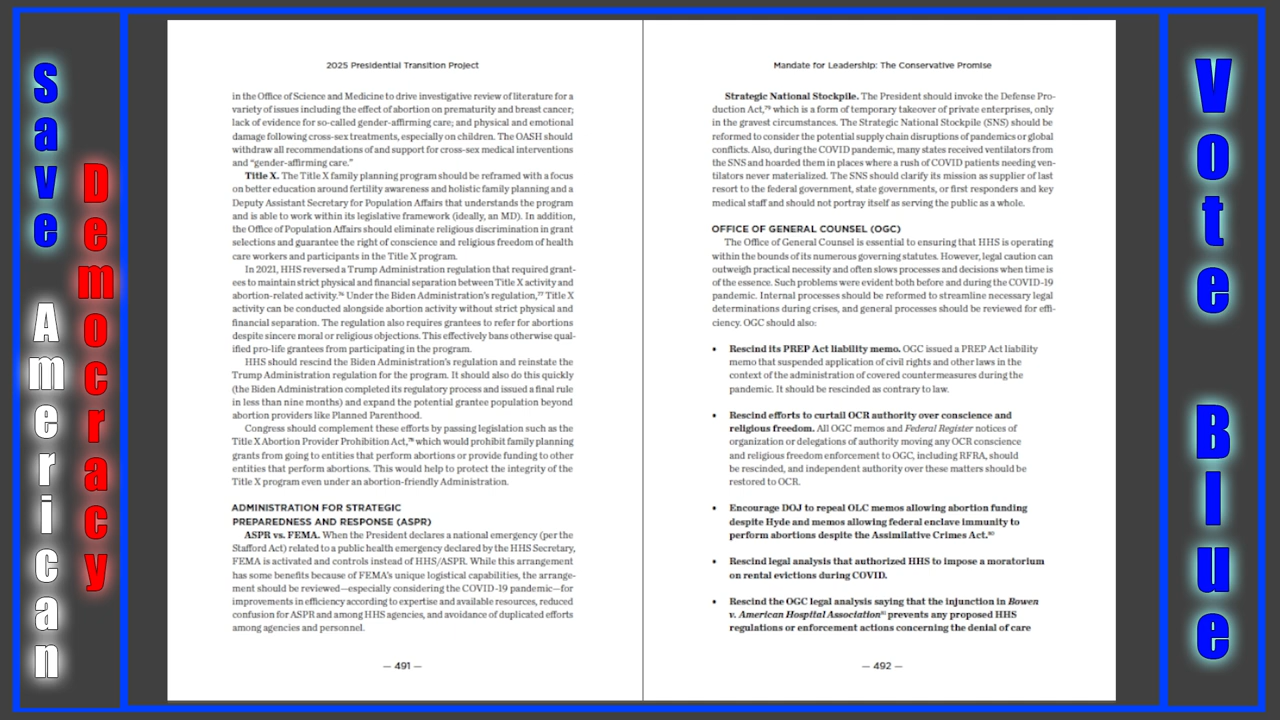 Save
American
Democracy
2025 Presidential Transition Project
in the Office of Science and Medicine to drive investigative review of literature for a
variety of issues including the effect of abortion on prematurity and breast cancer;
lack of evidence for so-called gender-affirming care; and physical and emotional
damage following cross-sex treatments, especially on children. The OASH should
withdraw all recommendations of and support for cross-sex medical interventions
and “gender-affirming care.”
Title X. The Title X family planning program should be reframed with a focus
on better education around fertility awareness and holistic family planning and a
Deputy Assistant Secretary for Population Affairs that understands the program
and is able to work within its legislative framework (ideally, an MD). In addition,
the Office of Population Affairs should eliminate religious discrimination in grant
selections and guarantee the right of conscience and religious freedom of health
care workers and participants in the Title X program.
In 2021, HHS reversed a Trump Administration regulation that required grant-
ees to maintain strict physical and financial separation between Title X activity and
abortion-related activity.⁷⁶ Under the Biden Administration’s regulation,⁷⁷ Title X
activity can be conducted alongside abortion activity without strict physical and
financial separation. The regulation also requires grantees to refer for abortions
despite sincere moral or religious objections. This effectively bans otherwise qual-
ified pro-life grantees from participating in the program.
HHS should rescind the Biden Administration’s regulation and reinstate the
Trump Administration regulation for the program. It should also do this quickly
(the Biden Administration completed its regulatory process and issued a final rule
in less than nine months) and expand the potential grantee population beyond
abortion providers like Planned Parenthood.
Congress should complement these efforts by passing legislation such as the
Title X Abortion Provider Prohibition Act,⁷⁸ which would prohibit family planning
grants from going to entities that perform abortions or provide funding to other
entities that perform abortions. This would help to protect the integrity of the
Title X program even under an abortion-friendly Administration.
ADMINISTRATION FOR STRATEGIC
PREPAREDNESS AND RESPONSE (ASPR)
ASPR vs. FEMA. When the President declares a national emergency (per the
Stafford Act) related to a public health emergency declared by the HHS Secretary,
FEMA is activated and controls instead of HHS/ASPR. While this arrangement
has some benefits because of FEMA’s unique logistical capabilities, the arrange-
ment should be reviewed—especially considering the COVID-19 pandemic—for
improvements in efficiency according to expertise and available resources, reduced
confusion for ASPR and among HHS agencies, and avoidance of duplicated efforts
among agencies and personnel.
— 491 —
Mandate for Leadership: The Conservative Promise
Strategic National Stockpile. The President should invoke the Defense Pro-
duction Act,⁷⁹ which is a form of temporary takeover of private enterprises, only
in the gravest circumstances. The Strategic National Stockpile (SNS) should be
reformed to consider the potential supply chain disruptions of pandemics or global
conflicts. Also, during the COVID pandemic, many states received ventilators from
the SNS and hoarded them in places where a rush of COVID patients needing ven-
tilators never materialized. The SNS should clarify its mission as supplier of last
resort to the federal government, state governments, or first responders and key
medical staff and should not portray itself as serving the public as a whole.
OFFICE OF GENERAL COUNSEL (OGC)
The Office of General Counsel is essential to ensuring that HHS is operating
within the bounds of its numerous governing statutes. However, legal caution can
outweigh practical necessity and often slows processes and decisions when time is
of the essence. Such problems were evident both before and during the COVID-19
pandemic. Internal processes should be reformed to streamline necessary legal
determinations during crises, and general processes should be reviewed for effi-
ciency. OGC should also:
• Rescind its PREP Act liability memo. OGC issued a PREP Act liability
memo that suspended application of civil rights and other laws in the
context of the administration of covered countermeasures during the
pandemic. It should be rescinded as contrary to law.
• Rescind efforts to curtail OCR authority over conscience and
religious freedom. All OGC memos and Federal Register notices of
organization or delegations of authority moving any OCR conscience
and religious freedom enforcement to OGC, including RFRA, should
be rescinded, and independent authority over these matters should be
restored to OCR.
• Encourage DOJ to repeal OLC memos allowing abortion funding
despite Hyde and memos allowing federal enclave immunity to
perform abortions despite the Assimilative Crimes Act.⁸⁰
• Rescind legal analysis that authorized HHS to impose a moratorium
on rental evictions during COVID.
• Rescind the OGC legal analysis saying that the injunction in Bowen
v. American Hospital Association⁸¹ prevents any proposed HHS
regulations or enforcement actions concerning the denial of care
— 492 —
Vote Blue